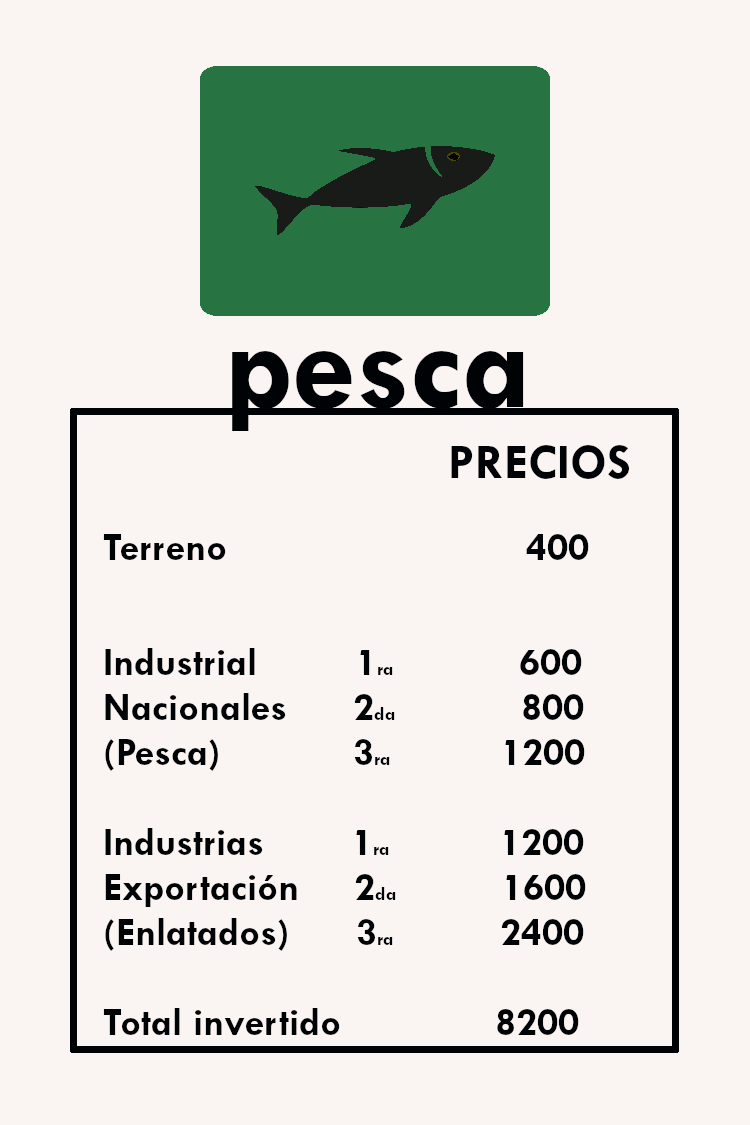 pesca
PRECIOS
Terreno 400
Industrial 1ra 600
Nacionales 2da 800
(Pesca) 3ra 1200
Industrias 1ra 1200
Exportación 2da 1600
(Enlatados) 3ra 2400
Total invertido 8200